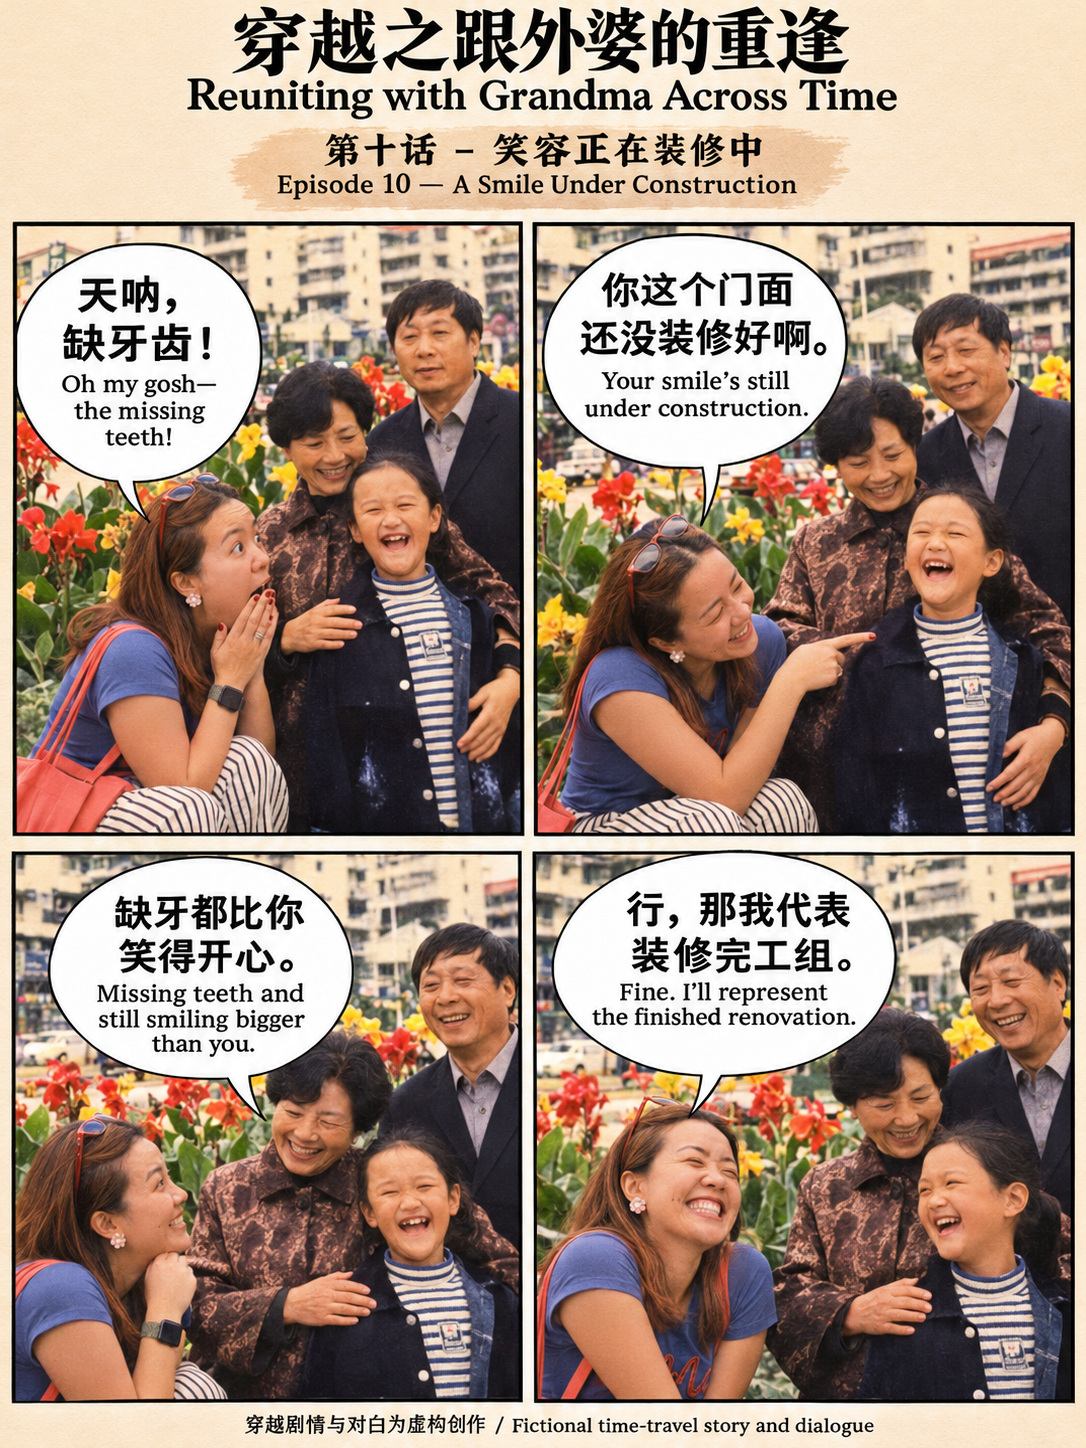 穿越之跟外婆的重逢
Reuniting with Grandma Across Time
第十话 – 笑容正在装修中
Episode 10 — A Smile Under Construction
天呐，
缺牙齿！
Oh my gosh—
the missing
teeth!
你这个门面
还没装修好啊。
Your smile’s still
under construction.
缺牙都比你
笑得开心。
Missing teeth and
still smiling bigger
than you.
行，那我代表
装修完工组。
Fine. I’ll represent
the finished renovation.
穿越剧情与对白为虚构创作 / Fictional time-travel story and dialogue